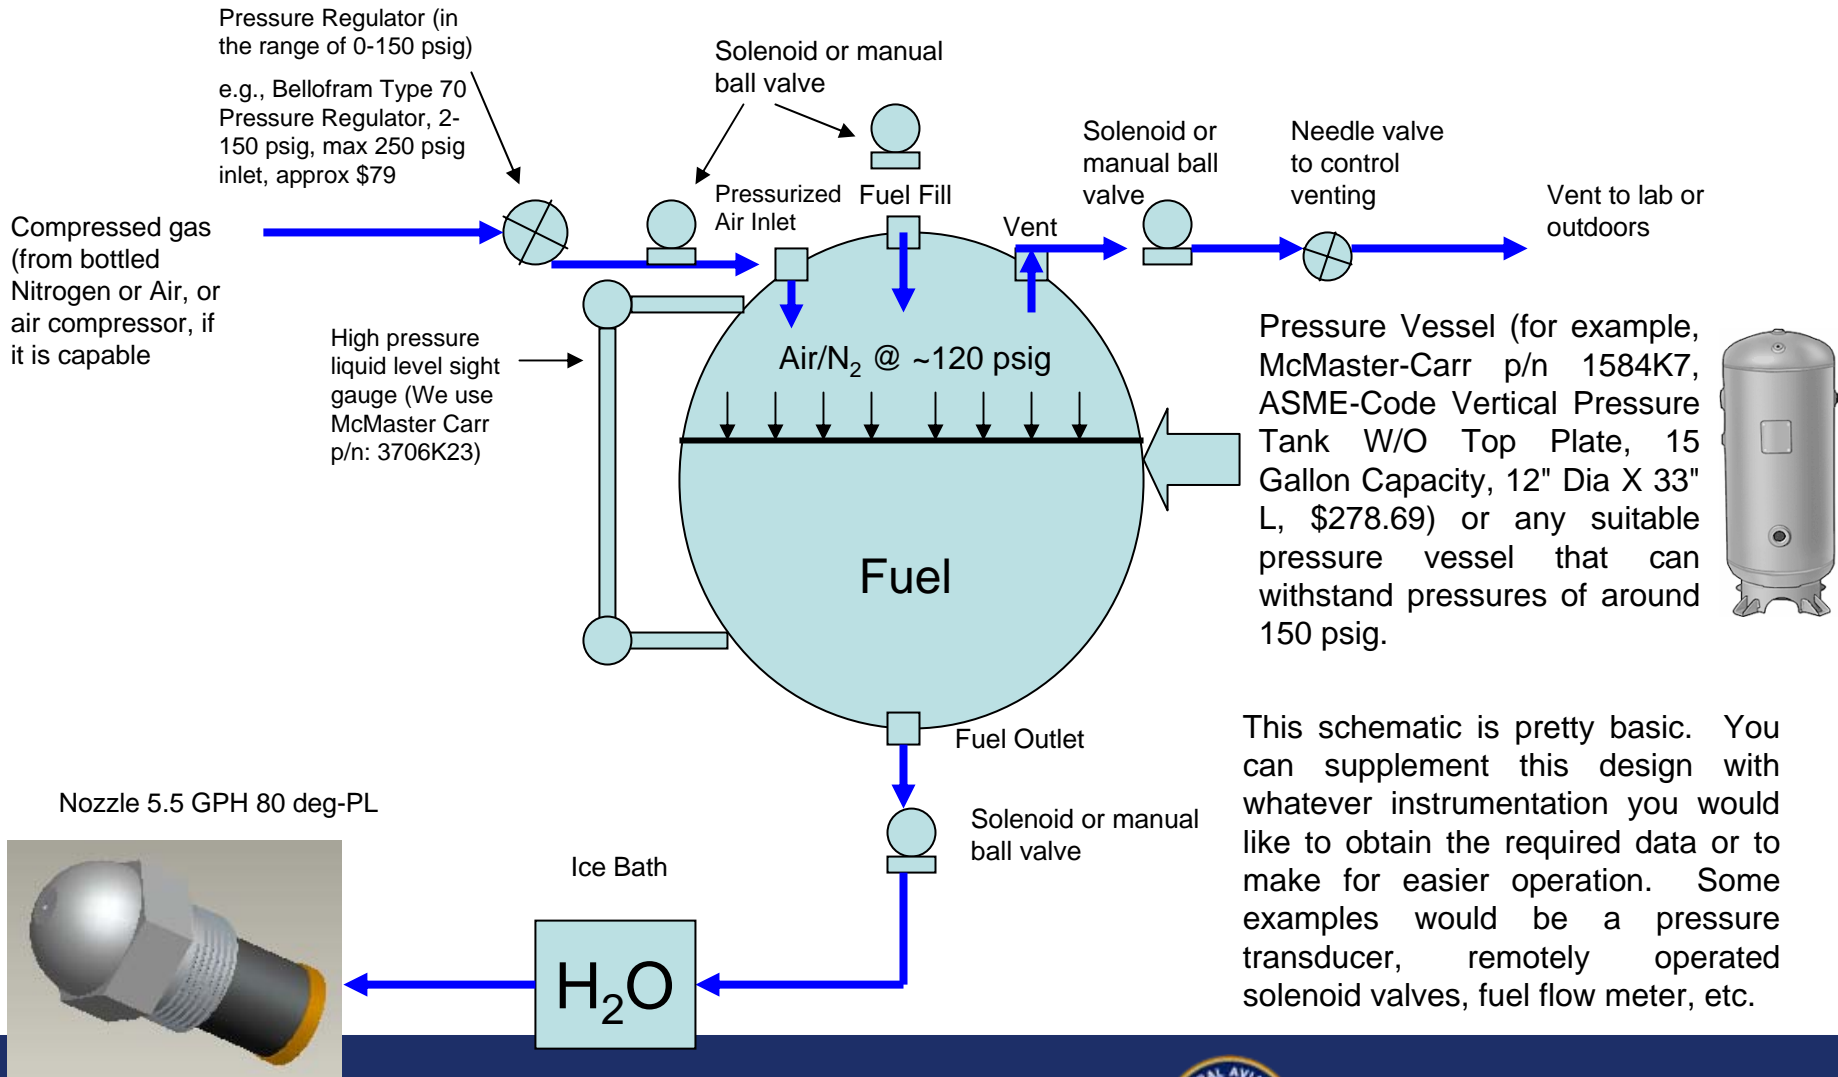 Pressure Regulator (in
the range of 0-150 psig)
e.g., Bellofram Type 70
Pressure Regulator, 2-
150 psig, max 250 psig
inlet, approx $79
Solenoid or manual
ball valve
Solenoid or
manual ball
valve
Needle valve
to control
venting
Vent to lab or
outdoors
Compressed gas
(from bottled
Nitrogen or Air, or
air compressor, if
it is capable
Pressurized
Air Inlet
Fuel Fill
Vent
High pressure
liquid level sight
gauge (We use
McMaster Carr
p/n: 3706K23)
Air/N₂ @ ~120 psig
Fuel
Pressure Vessel (for example,
McMaster-Carr p/n 1584K7,
ASME-Code Vertical Pressure
Tank W/O Top Plate, 15
Gallon Capacity, 12" Dia X 33"
L, $278.69) or any suitable
pressure vessel that can
withstand pressures of around
150 psig.
Fuel Outlet
Solenoid or manual
ball valve
Nozzle 5.5 GPH 80 deg-PL
Ice Bath
H₂O
This schematic is pretty basic. You
can supplement this design with
whatever instrumentation you would
like to obtain the required data or to
make for easier operation. Some
examples would be a pressure
transducer, remotely operated
solenoid valves, fuel flow meter, etc.